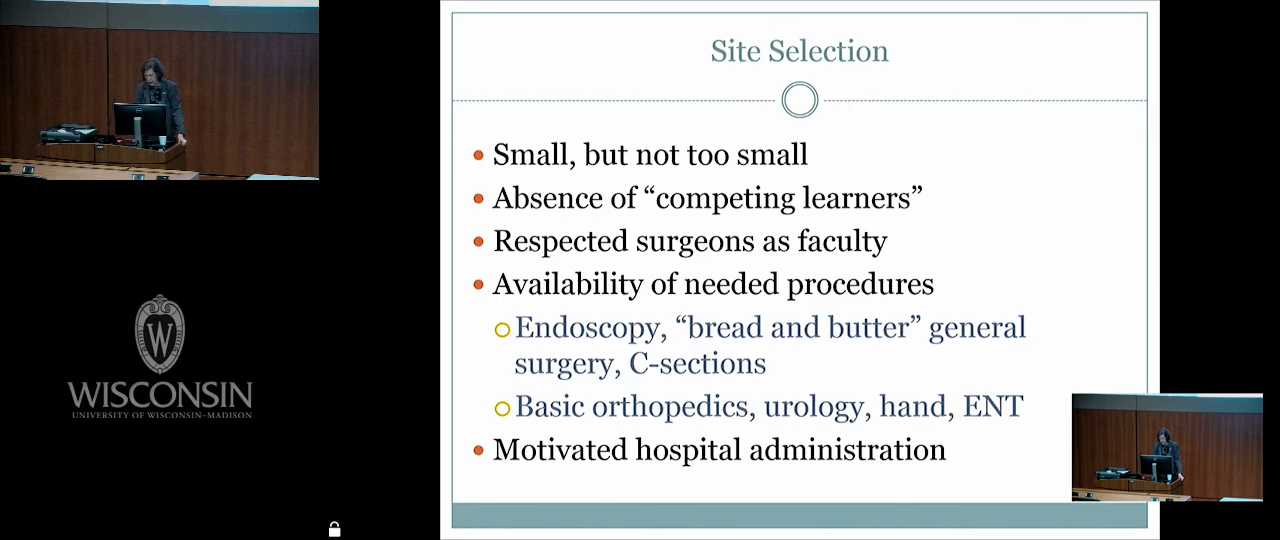 Site Selection
Small, but not too small
Absence of “competing learners”
Respected surgeons as faculty
Availability of needed procedures
Endoscopy, “bread and butter” general
surgery, C-sections
Basic orthopedics, urology, hand, ENT
Motivated hospital administration
W
WISCONSIN
UNIVERSITY OF WISCONSIN–MADISON